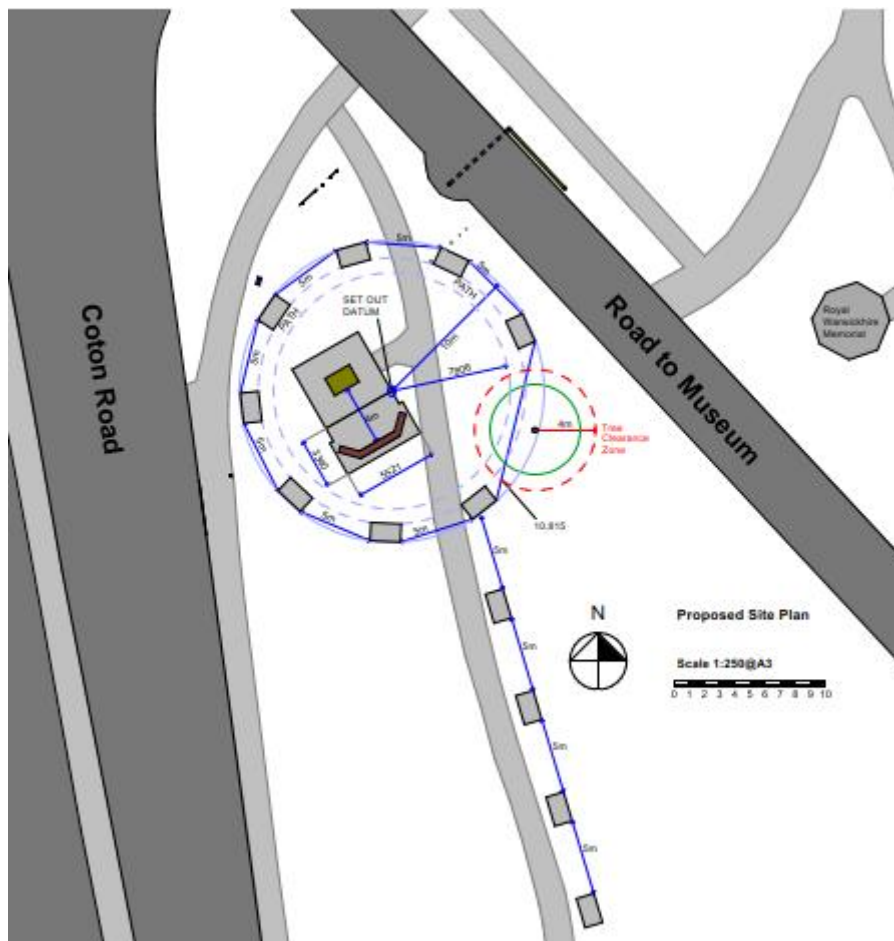 5m
5m
5m
PATH
SET OUT
DATUM
5m
PATH
10m
5m
7806
Coton Road
Road to Museum
Royal
Warwickhire
Memorial
4m
Tree
Clearance
Zone
5521
5m
5m
10.815
5m
5m
5m
5m
N
Proposed Site Plan
Scale 1:250@A3
0 1 2 3 4 5 6 7 8 9 10